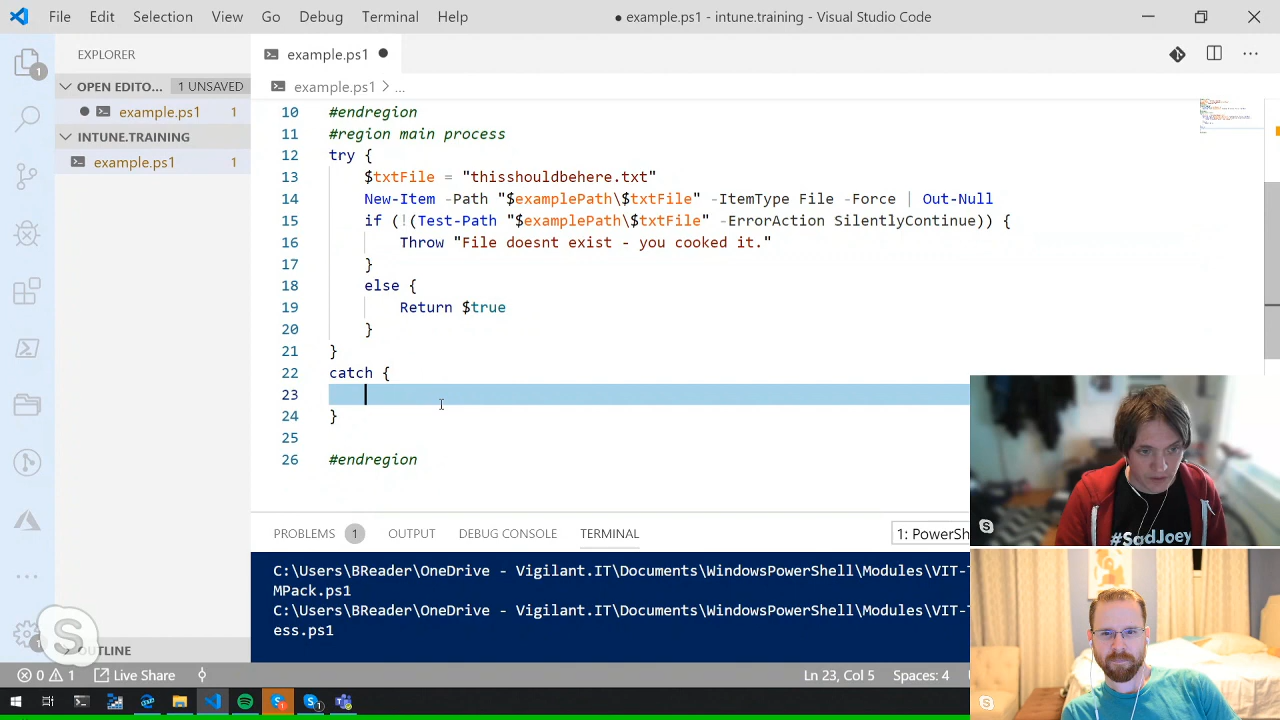 File
Edit
Selection
View
Go
Debug
Terminal
Help
● example.ps1 - intune.training - Visual Studio Code
EXPLORER
example.ps1
OPEN EDITO...
1 UNSAVED
example.ps1 > ...
example.ps1
1
INTUNE.TRAINING
example.ps1
1
1
10 #endregion
11 #region main process
12 try {
13 $txtFile = "thisshouldbehere.txt"
14 New-Item -Path "$examplePath\$txtFile" -ItemType File -Force | Out-Null
15 if (!(Test-Path "$examplePath\$txtFile" -ErrorAction SilentlyContinue)) {
16 Throw "File doesnt exist - you cooked it."
17 }
18 else {
19 Return $true
20 }
21 }
22 catch {
23
24 }
25
26 #endregion
#SadJoey
PROBLEMS 1
OUTPUT
DEBUG CONSOLE
TERMINAL
1: PowerSh
C:\Users\BReader\OneDrive - Vigilant.IT\Documents\WindowsPowerShell\Modules\VIT-
MPack.ps1
C:\Users\BReader\OneDrive - Vigilant.IT\Documents\WindowsPowerShell\Modules\VIT-
ess.ps1
OUTLINE
0
1
Live Share
Ln 23, Col 5
Spaces: 4